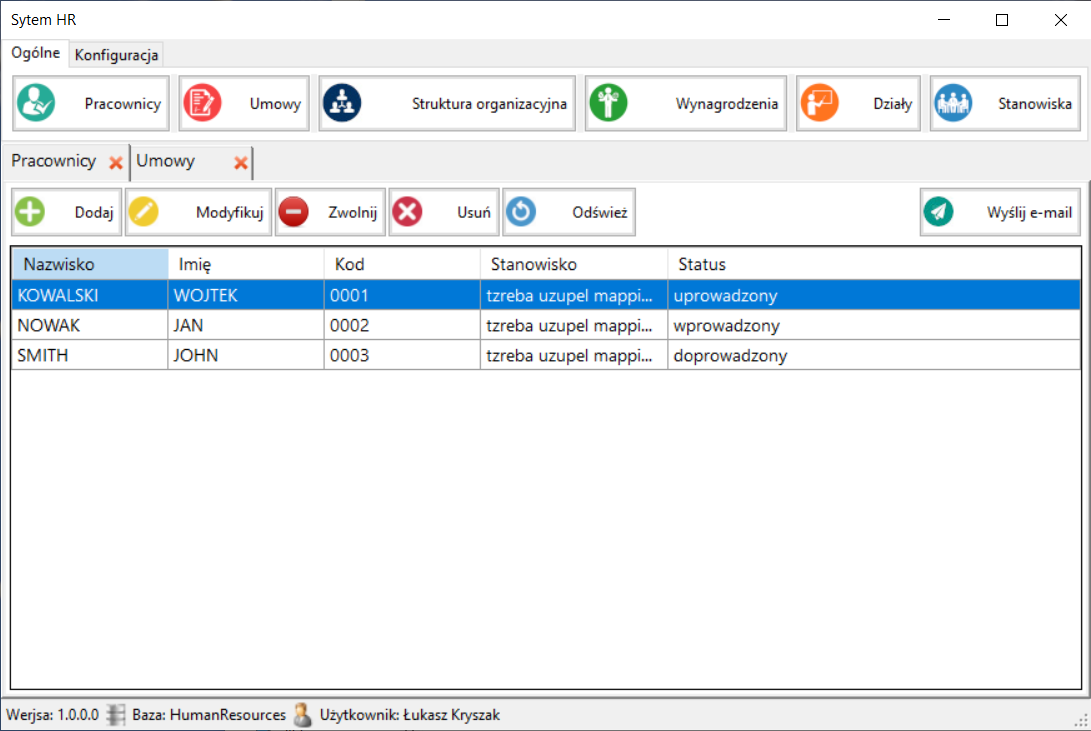 Sytem HR
Ogólne Konfiguracja
Pracownicy Umowy Struktura organizacyjna Wynagrodzenia Działy Stanowiska
Pracownicy Umowy
Dodaj Modyfikuj Zwolnij Usuń Odśwież Wyślij e-mail
Nazwisko Imię Kod Stanowisko Status
KOWALSKI WOJTEK 0001 tzreba uzupel mappi... uprowadzony
NOWAK JAN 0002 tzreba uzupel mappi... wprowadzony
SMITH JOHN 0003 tzreba uzupel mappi... doprowadzony
Werjsa: 1.0.0.0 Baza: HumanResources Użytkownik: Łukasz Kryszak